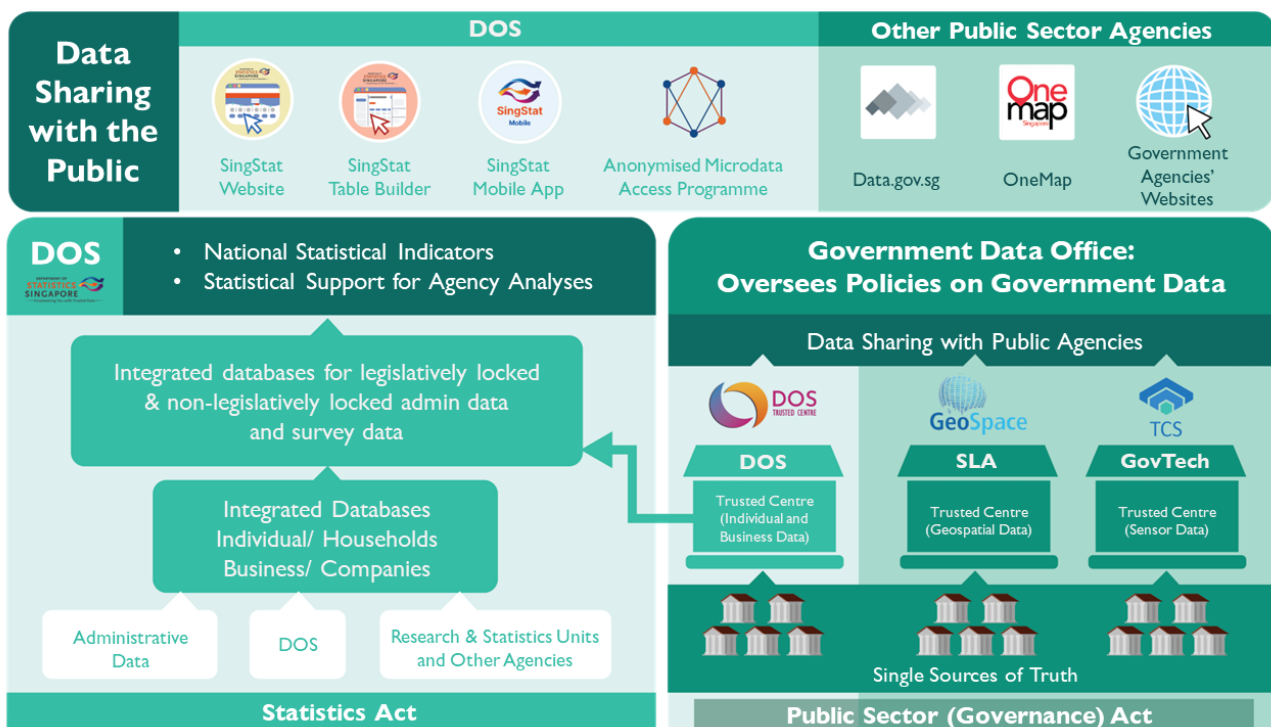 Data
Sharing
with the
Public
DOS
SingStat
Website
SingStat
Table Builder
SingStat
Mobile
SingStat
Mobile App
Anonymised Microdata
Access Programme
Other Public Sector Agencies
Data.gov.sg
One
map
Singapore
OneMap
Government
Agencies'
Websites
DOS
DEPARTMENT OF
STATISTICS
SINGAPORE
• National Statistical Indicators
• Statistical Support for Agency Analyses
Integrated databases for legislatively locked
& non-legislatively locked admin data
and survey data
Integrated Databases
Individual/ Households
Business/ Companies
Administrative
Data
DOS
Research & Statistics Units
and Other Agencies
Statistics Act
Government Data Office:
Oversees Policies on Government Data
Data Sharing with Public Agencies
DOS
TRUSTED CENTRE
GeoSpace
TCS
DOS
Trusted Centre
(Individual and
Business Data)
SLA
Trusted Centre
(Geospatial Data)
GovTech
Trusted Centre
(Sensor Data)
Single Sources of Truth
Public Sector (Governance) Act